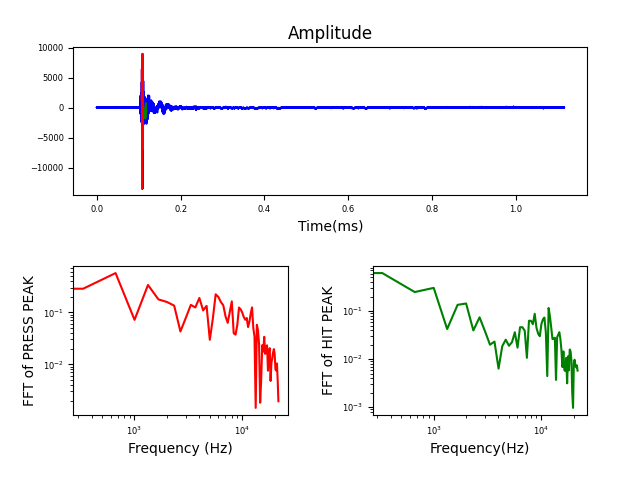 Amplitude
10000
5000
0
−5000
−10000
0.0 0.2 0.4 0.6 0.8 1.0
Time(ms)
FFT of PRESS PEAK
10⁻¹
10⁻²
10³ 10⁴
Frequency (Hz)
FFT of HIT PEAK
10⁻¹
10⁻²
10⁻³
10³ 10⁴
Frequency(Hz)